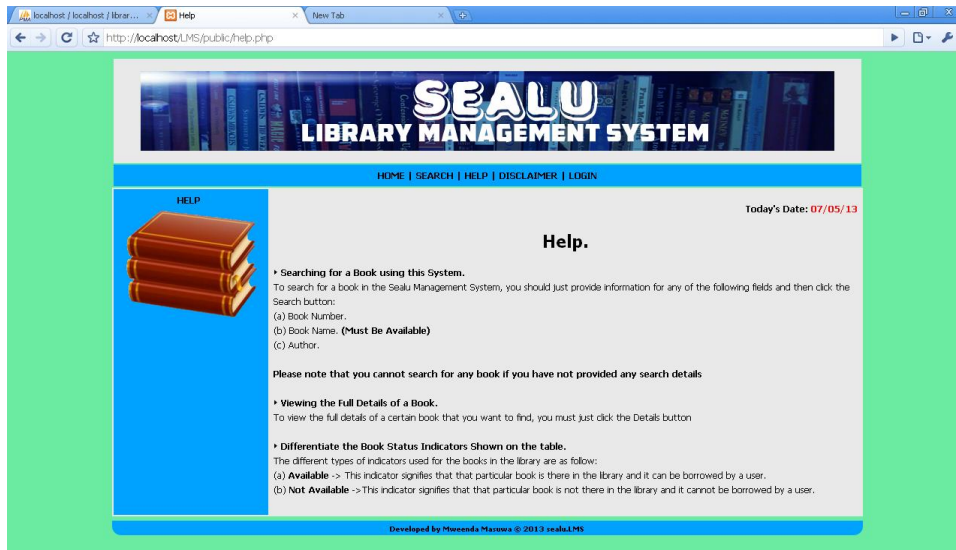 localhost / localhost / librar...
Help
New Tab
http://localhost/LMS/public/help.php
SEALU
LIBRARY MANAGEMENT SYSTEM
HOME | SEARCH | HELP | DISCLAIMER | LOGIN
HELP
Today's Date: 07/05/13
Help.
Searching for a Book using this System.
To search for a book in the Sealu Management System, you should just provide information for any of the following fields and then click the
Search button:
(a) Book Number.
(b) Book Name. (Must Be Available)
(c) Author.
Please note that you cannot search for any book if you have not provided any search details
Viewing the Full Details of a Book.
To view the full details of a certain book that you want to find, you must just click the Details button
Differentiate the Book Status Indicators Shown on the table.
The different types of indicators used for the books in the library are as follow:
(a) Available -> This indicator signifies that that particular book is there in the library and it can be borrowed by a user.
(b) Not Available ->This indicator signifies that that particular book is not there in the library and it cannot be borrowed by a user.
Developed by Mweenda Masuwa © 2013 sealu.LMS